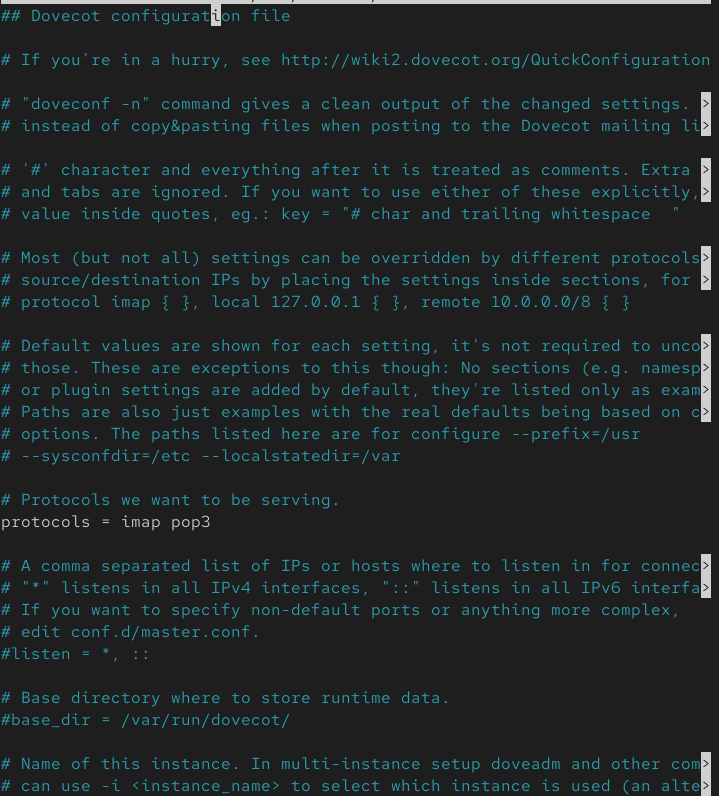 ## Dovecot configuration file
# If you're in a hurry, see http://wiki2.dovecot.org/QuickConfiguration
# "doveconf -n" command gives a clean output of the changed settings. >
# instead of copy&pasting files when posting to the Dovecot mailing li>
# '#' character and everything after it is treated as comments. Extra >
# and tabs are ignored. If you want to use either of these explicitly,>
# value inside quotes, eg.: key = "# char and trailing whitespace  "
# Most (but not all) settings can be overridden by different protocols>
# source/destination IPs by placing the settings inside sections, for >
# protocol imap { }, local 127.0.0.1 { }, remote 10.0.0.0/8 { }
# Default values are shown for each setting, it's not required to unco>
# those. These are exceptions to this though: No sections (e.g. namesp>
# or plugin settings are added by default, they're listed only as exam>
# Paths are also just examples with the real defaults being based on c>
# options. The paths listed here are for configure --prefix=/usr
# --sysconfdir=/etc --localstatedir=/var
# Protocols we want to be serving.
protocols = imap pop3
# A comma separated list of IPs or hosts where to listen in for connec>
# "*" listens in all IPv4 interfaces, "::" listens in all IPv6 interfa>
# If you want to specify non-default ports or anything more complex,
# edit conf.d/master.conf.
#listen = *, ::
# Base directory where to store runtime data.
#base_dir = /var/run/dovecot/
# Name of this instance. In multi-instance setup doveadm and other com>
# can use -i <instance_name> to select which instance is used (an alte>